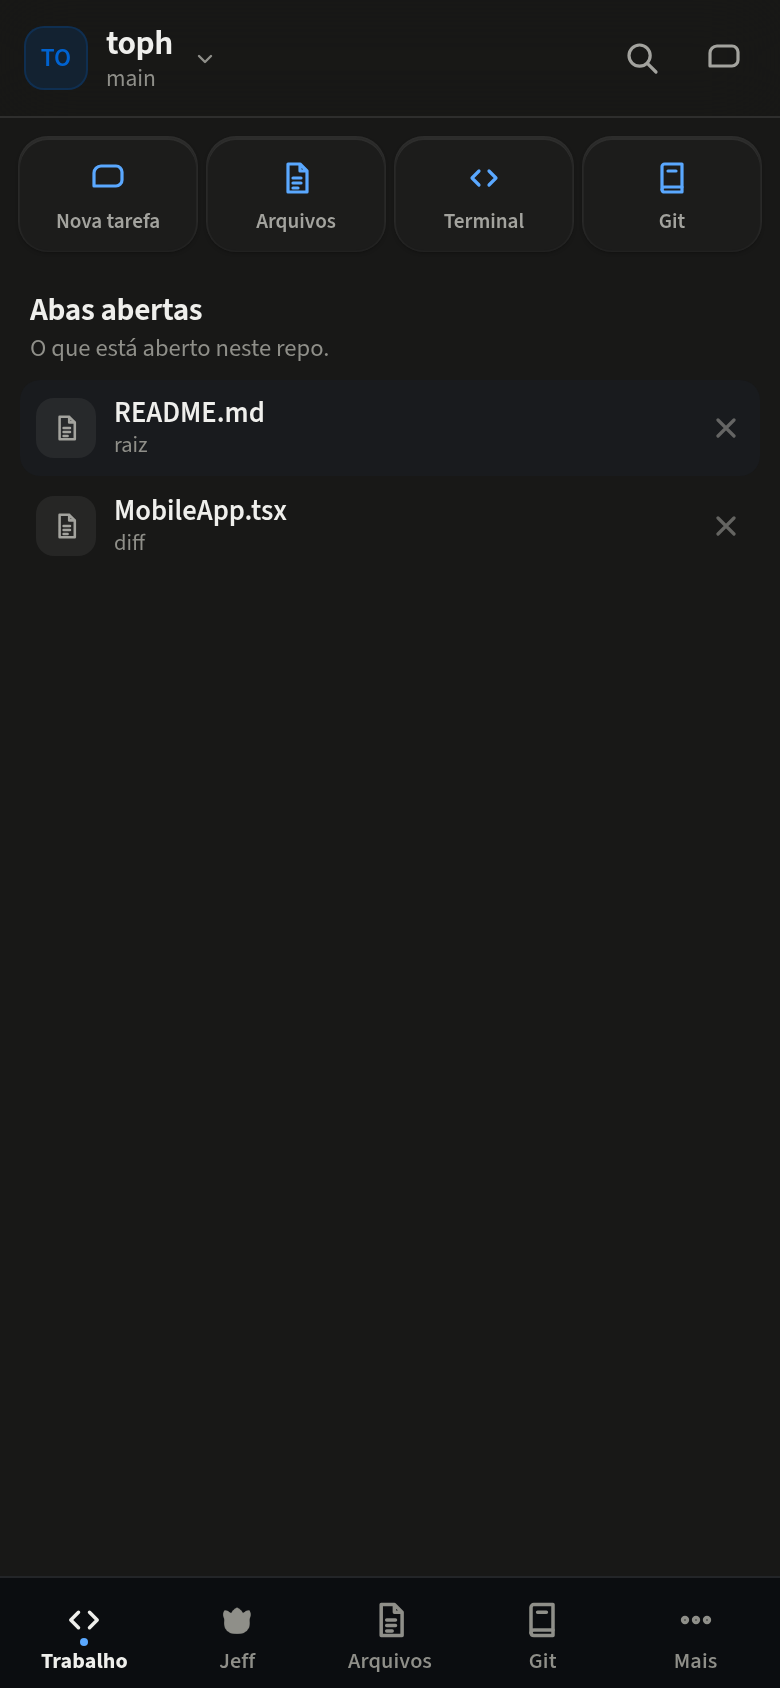 TO
toph
main
Nova tarefa
Arquivos
Terminal
Git
Abas abertas
O que está aberto neste repo.
README.md
raiz
MobileApp.tsx
diff
Trabalho
Jeff
Arquivos
Git
Mais